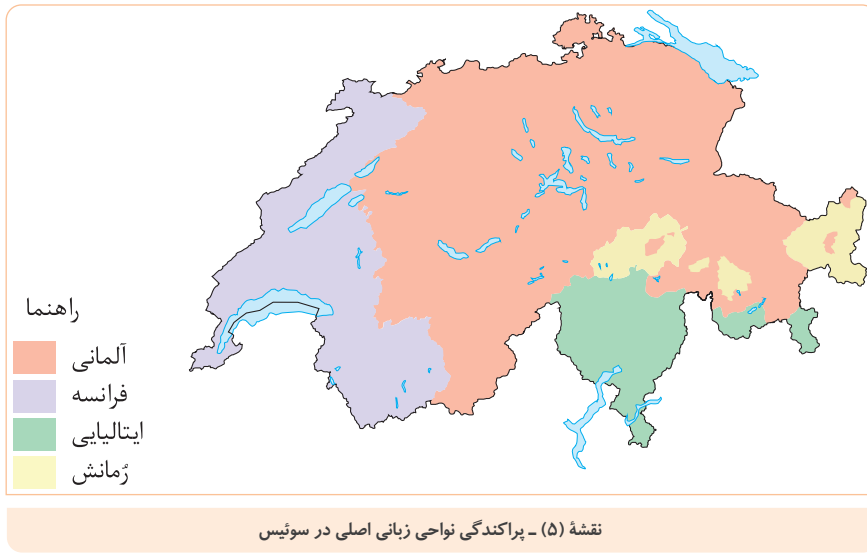 راهنما
آلمانی
فرانسه
ایتالیایی
رُمانش
نقشهٔ (۵) ـ پراکندگی نواحی زبانی اصلی در سوئیس